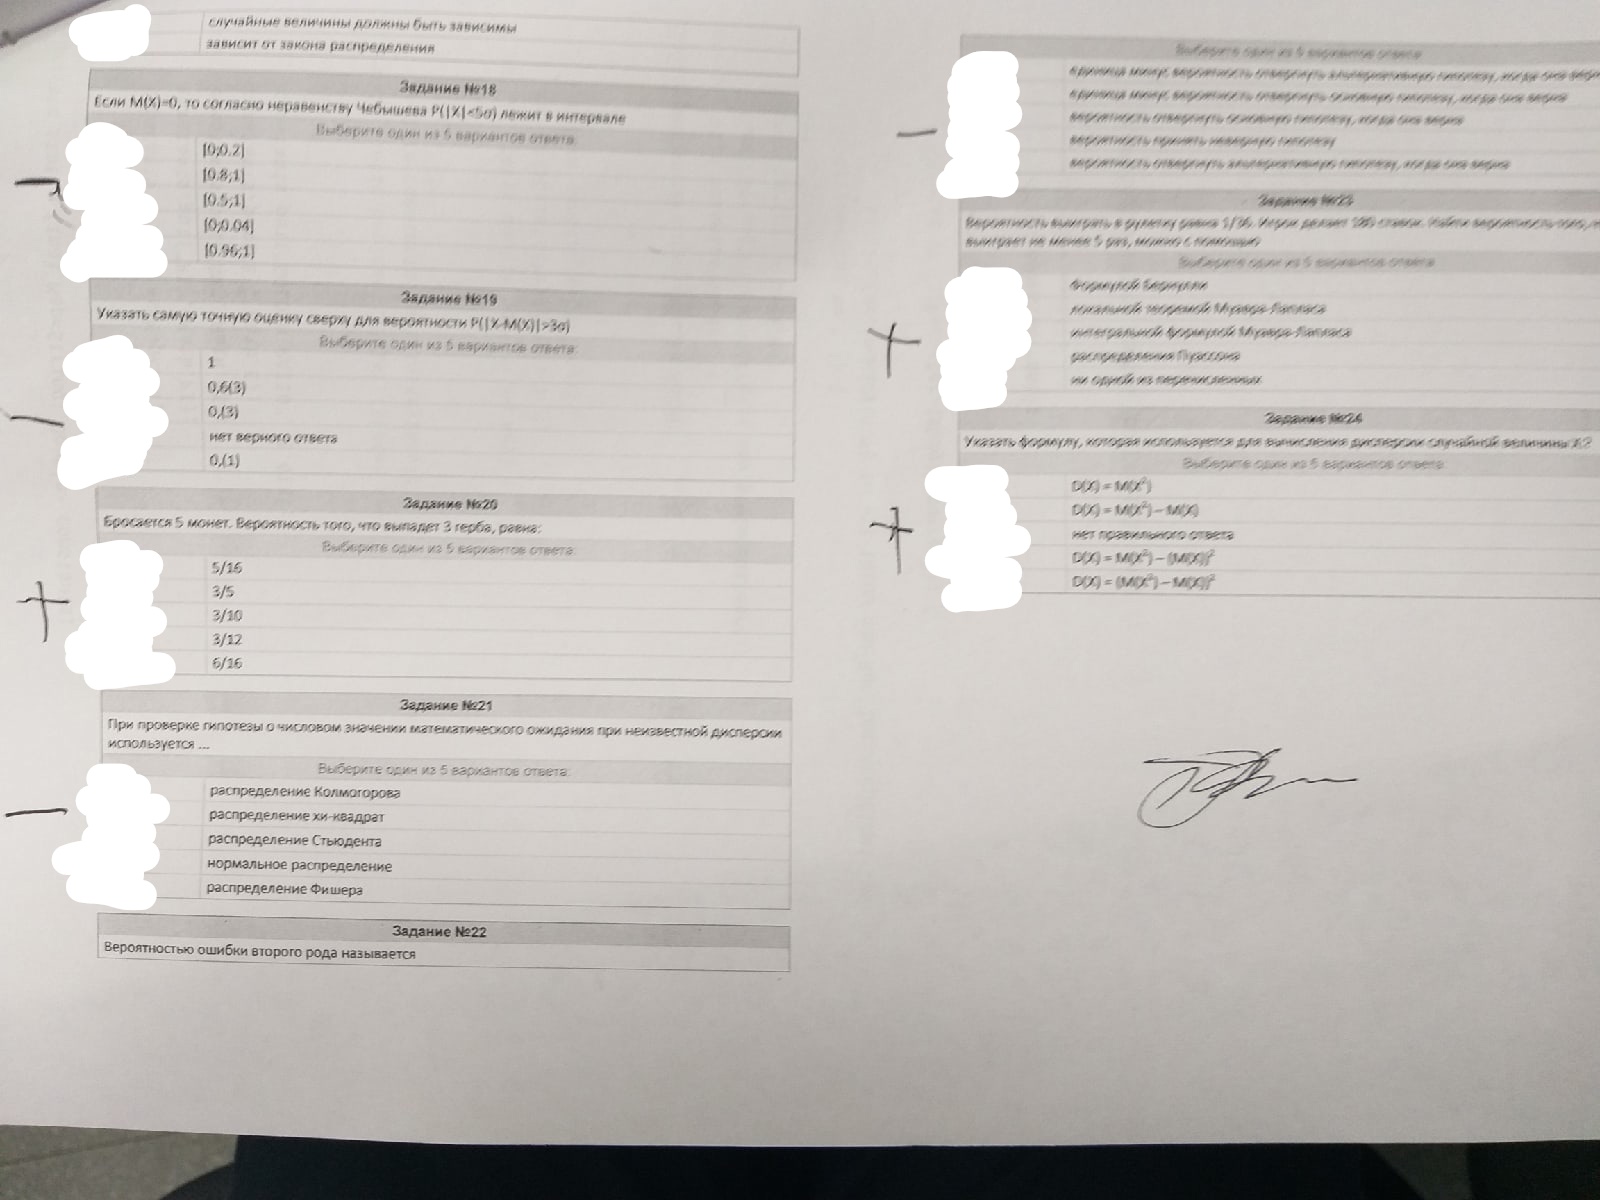 случайные величины должны быть зависимы
зависит от закона распределения
Задание №18
Если M(X)=0, то согласно неравенству Чебышева P(|X|<5σ) лежит в интервале
Выберите один из 5 вариантов ответа:
[0;0.2]
[0.8;1]
[0.5;1]
[0;0.04]
[0.96;1]
Задание №19
Указать самую точную оценку сверху для вероятности P(|X-M(X)|>3σ)
Выберите один из 5 вариантов ответа:
1
0,6(3)
0,(3)
нет верного ответа
0,(1)
Задание №20
Бросается 5 монет. Вероятность того, что выпадет 3 герба, равна:
Выберите один из 5 вариантов ответа:
5/16
3/5
3/10
3/12
6/16
Задание №21
При проверке гипотезы о числовом значении математического ожидания при неизвестной дисперсии
используется ...
Выберите один из 5 вариантов ответа:
распределение Колмогорова
распределение хи-квадрат
распределение Стьюдента
нормальное распределение
распределение Фишера
Задание №22
Вероятностью ошибки второго рода называется
Выберите один из 5 вариантов ответа
единица минус вероятность отвергнуть альтернативную гипотезу, когда она
единица минус вероятность отвергнуть основную гипотезу, когда она верна
вероятность отвергнуть основную гипотезу, когда она верна
вероятность принять неверную гипотезу
вероятность отвергнуть альтернативную гипотезу, когда она верна
Задание №23
Вероятность выиграть в рулетку равна 1/36. Игрок делает 180 ставок. Найти вероятность того,
выиграет не менее 5 раз, можно с помощью
Выберите один из 5 вариантов ответа
формулой Бернулли
локальной теоремой Муавра-Лапласа
интегральной формулой Муавра-Лапласа
распределения Пуассона
ни одной из перечисленных
Задание №24
Указать формулу, которая используется для вычисления дисперсии случайной величины X?
Выберите один из 5 вариантов ответа:
D(X) = M(X²)
D(X) = M(X²) – M(X)
нет правильного ответа
D(X) = M(X²) – (M(X))²
D(X) = (M(X²) – M(X))²